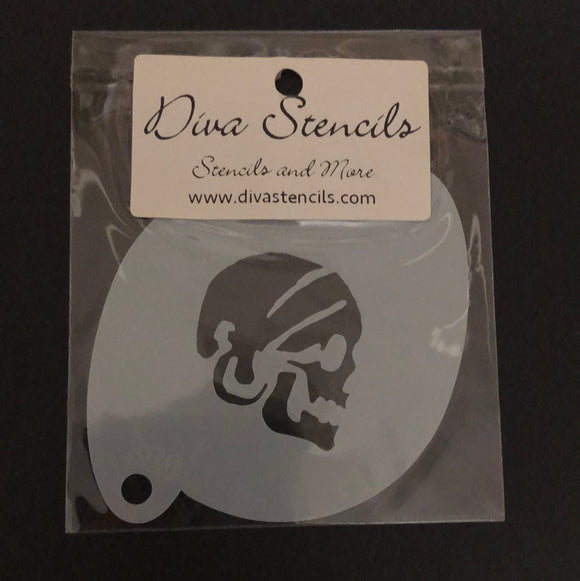 Diva Stencils
Stencils and More
www.divastencils.com